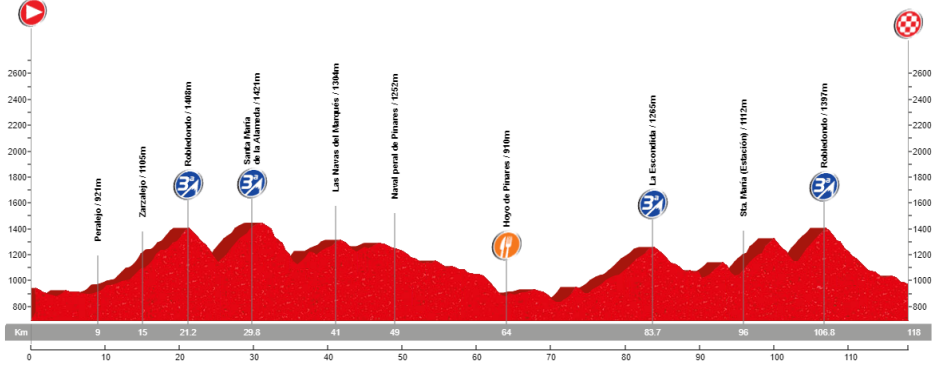 Peralejo / 921m
Zarzalejo / 1105m
Robledondo / 1408m
Santa María
de la Alameda / 1421m
Las Navas del Marqués / 1304m
Naval peral de Pinares / 1252m
Hoyo de Pinares / 910m
La Escondida / 1265m
Sta. María (Estación) / 1112m
Robledondo / 1397m
2600 2600
2400 2400
2200 2200
2000 2000
1800 1800
1600 1600
1400 1400
1200 1200
1000 1000
800 800
3ª 3ª 3ª 3ª
Km 9 15 21.2 29.8 41 49 64 83.7 96 106.8 118
0 10 20 30 40 50 60 70 80 90 100 110